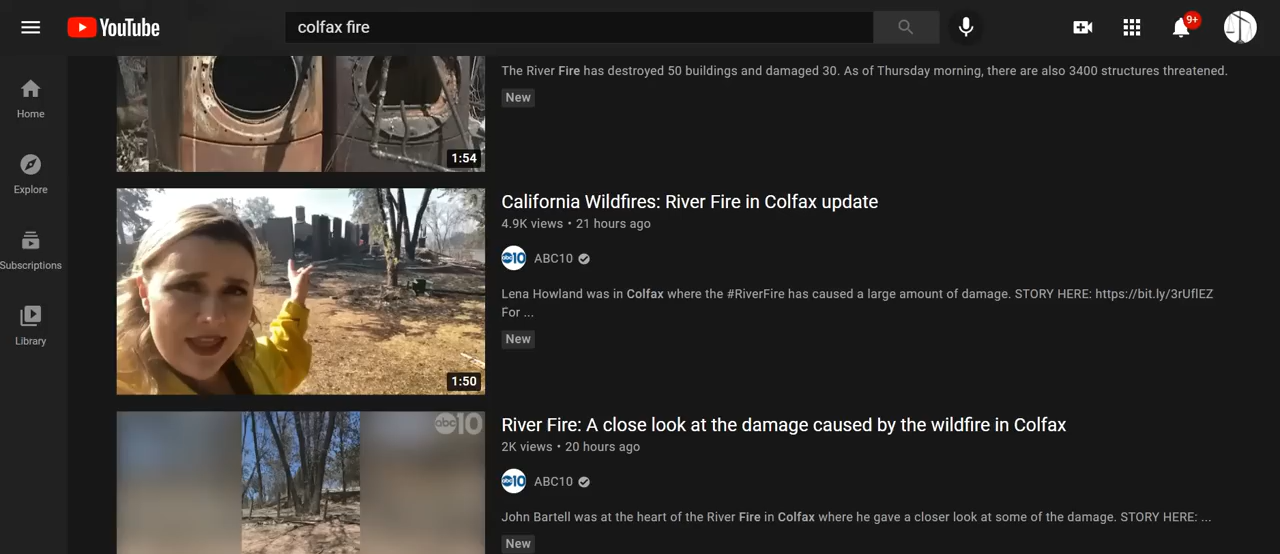 YouTube
colfax fire
9+
Home
Explore
Subscriptions
Library
The River Fire has destroyed 50 buildings and damaged 30. As of Thursday morning, there are also 3400 structures threatened.
New
1:54
California Wildfires: River Fire in Colfax update
4.9K views • 21 hours ago
abc10 ABC10
Lena Howland was in Colfax where the #RiverFire has caused a large amount of damage. STORY HERE: https://bit.ly/3rUflEZ
For ...
New
1:50
abc10
River Fire: A close look at the damage caused by the wildfire in Colfax
2K views • 20 hours ago
abc10 ABC10
John Bartell was at the heart of the River Fire in Colfax where he gave a closer look at some of the damage. STORY HERE: ...
New